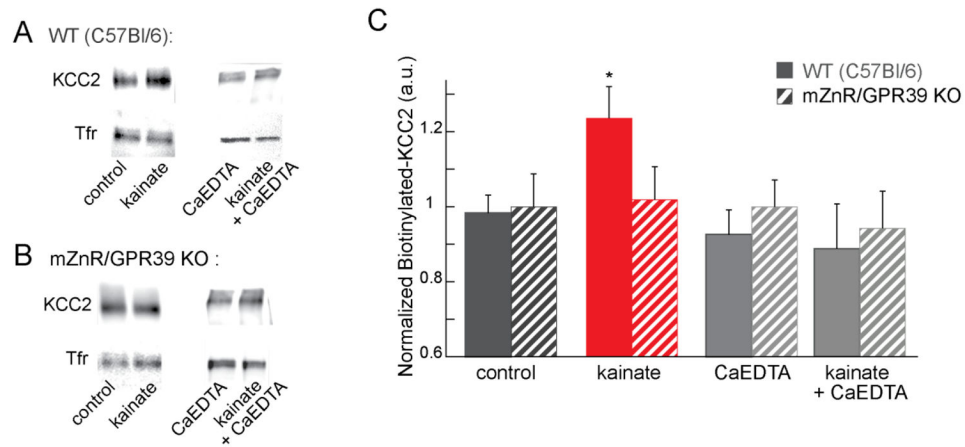 A WT (C57Bl/6):
KCC2
Tfr
control
kainate
CaEDTA
kainate
+ CaEDTA
B mZnR/GPR39 KO :
KCC2
Tfr
control
kainate
CaEDTA
kainate
+ CaEDTA
C
Normalized Biotinylated-KCC2 (a.u.)
WT (C57Bl/6)
mZnR/GPR39 KO
*
1.2
1
0.8
0.6
control
kainate
CaEDTA
kainate
+ CaEDTA